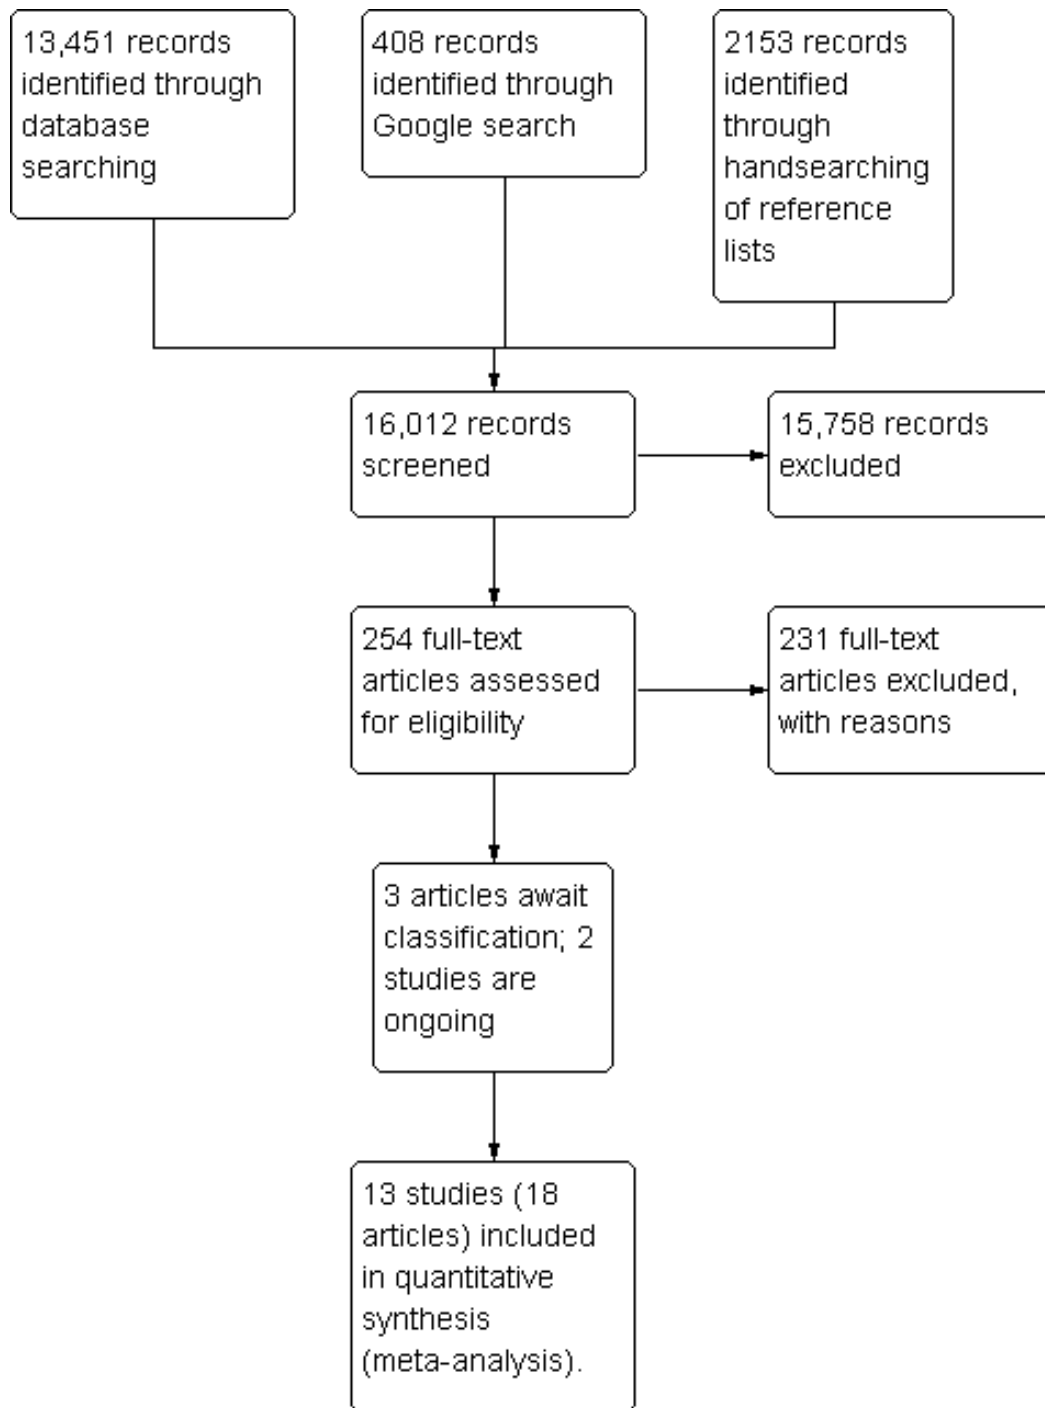 13,451 records
identified through
database
searching
408 records
identified through
Google search
2153 records
identified
through
handsearching
of reference
lists
16,012 records
screened
15,758 records
excluded
254 full-text
articles assessed
for eligibility
231 full-text
articles excluded,
with reasons
3 articles await
classification; 2
studies are
ongoing
13 studies (18
articles) included
in quantitative
synthesis
(meta-analysis).